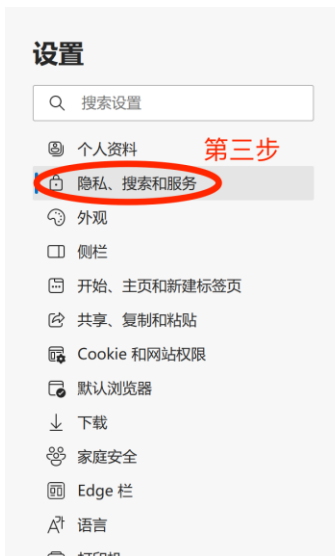 设置
搜索设置
个人资料
第三步
隐私、搜索和服务
外观
侧栏
开始、主页和新建标签页
共享、复制和粘贴
Cookie 和网站权限
默认浏览器
下载
家庭安全
Edge 栏
语言